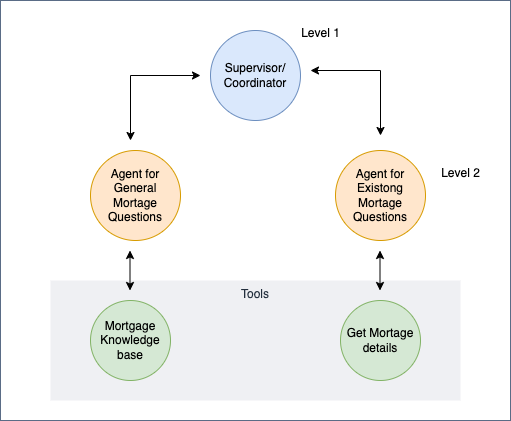 Level 1
Supervisor/
Coordinator
Agent for
General
Mortage
Questions
Agent for
Existong
Mortage
Questions
Level 2
Tools
Mortgage
Knowledge
base
Get Mortage
details